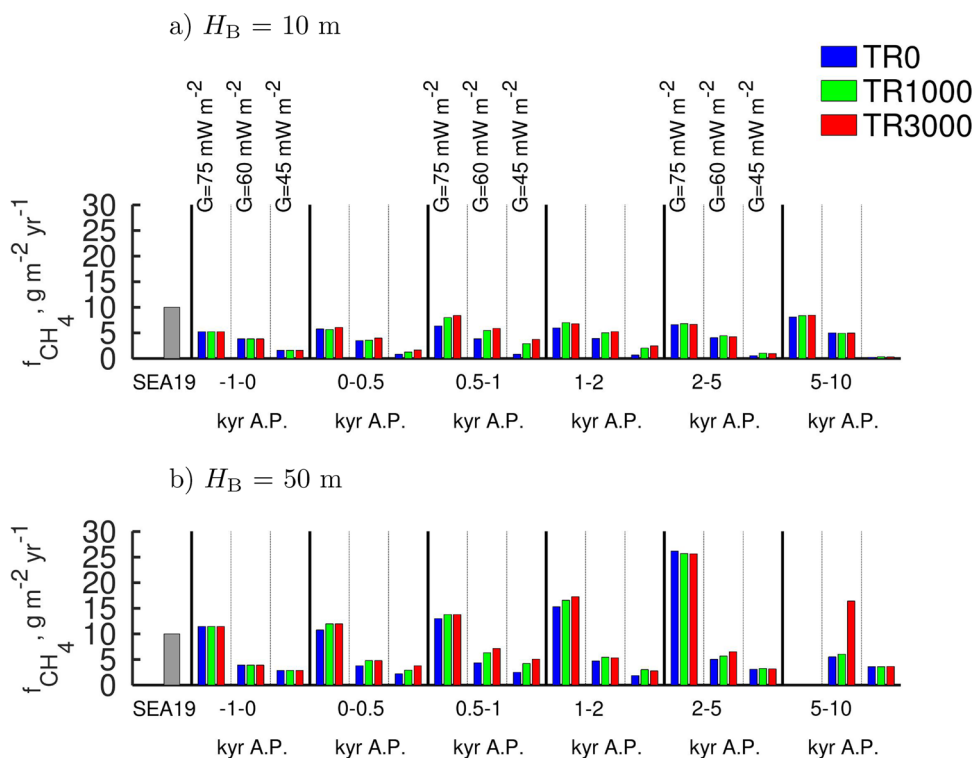 a) H_B = 10 m
TR0
TR1000
TR3000
G=75 mW m^-2
G=60 mW m^-2
G=45 mW m^-2
G=75 mW m^-2
G=60 mW m^-2
G=45 mW m^-2
G=75 mW m^-2
G=60 mW m^-2
G=45 mW m^-2
f_CH_4 , g m^-2 yr^-1
30
25
20
15
10
5
0
SEA19 -1-0 0-0.5 0.5-1 1-2 2-5 5-10
kyr A.P. kyr A.P. kyr A.P. kyr A.P. kyr A.P. kyr A.P.
b) H_B = 50 m
f_CH_4 , g m^-2 yr^-1
30
25
20
15
10
5
0
SEA19 -1-0 0-0.5 0.5-1 1-2 2-5 5-10
kyr A.P. kyr A.P. kyr A.P. kyr A.P. kyr A.P. kyr A.P.